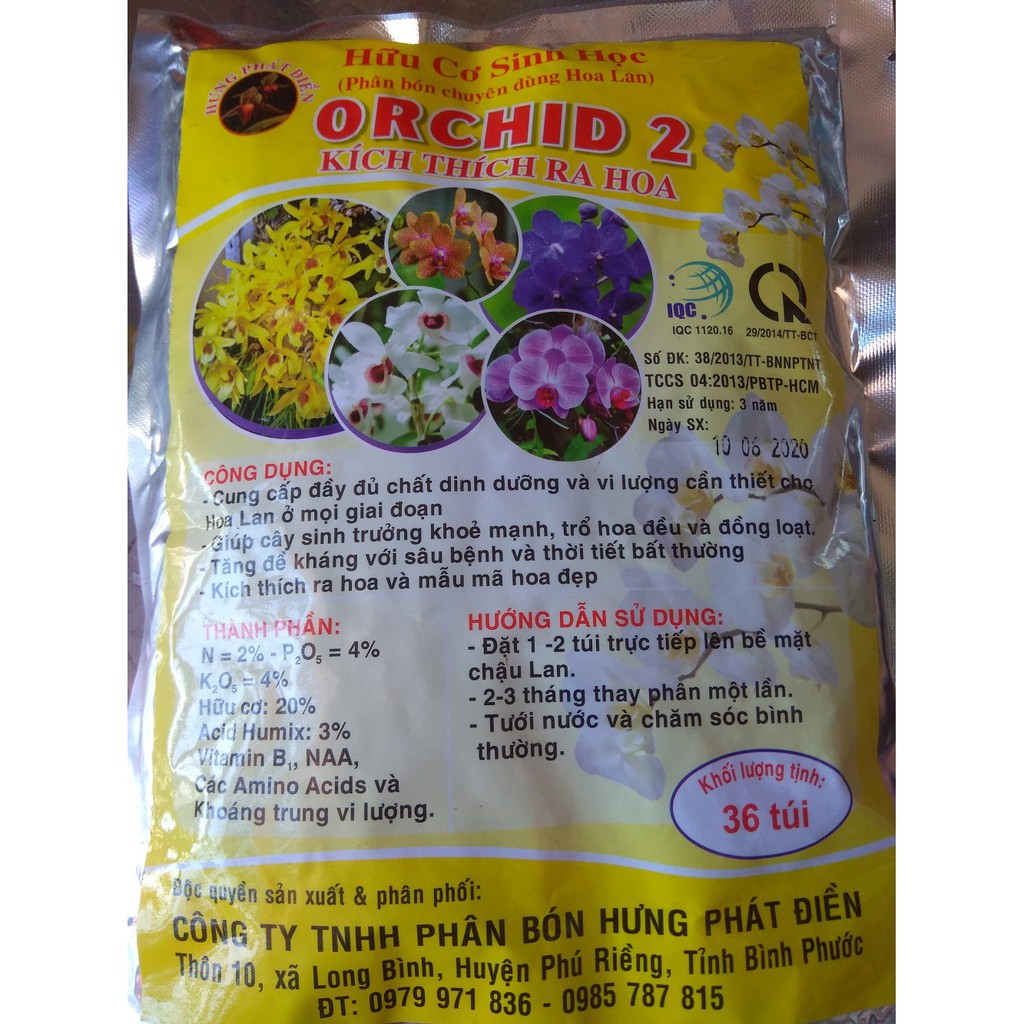 HƯNG PHÁT ĐIỀN
Hữu Cơ Sinh Học
(Phân bón chuyên dùng Hoa Lan)
ORCHID 2
KÍCH THÍCH RA HOA
IQC
IQC 1120.16
29/2014/TT-BCT
Số ĐK: 38/2013/TT-BNNPTNT
TCCS 04:2013/PBTP-HCM
Hạn sử dụng: 3 năm
Ngày SX:
10 06 2020
CÔNG DỤNG:
- Cung cấp đầy đủ chất dinh dưỡng và vi lượng cần thiết cho
Hoa Lan ở mọi giai đoạn
- Giúp cây sinh trưởng khoẻ mạnh, trổ hoa đều và đồng loạt.
- Tăng đề kháng với sâu bệnh và thời tiết bất thường
- Kích thích ra hoa và mẫu mã hoa đẹp
THÀNH PHẦN:
N = 2% - P₂O₅ = 4%
K₂O₅ = 4%
Hữu cơ: 20%
Acid Humix: 3%
Vitamin B₁, NAA,
Các Amino Acids và
Khoáng trung vi lượng.
HƯỚNG DẪN SỬ DỤNG:
- Đặt 1 -2 túi trực tiếp lên bề mặt
chậu Lan.
- 2-3 tháng thay phân một lần.
- Tưới nước và chăm sóc bình
thường.
Khối lượng tịnh:
36 túi
Độc quyền sản xuất & phân phối:
CÔNG TY TNHH PHÂN BÓN HƯNG PHÁT ĐIỀN
Thôn 10, xã Long Bình, Huyện Phú Riềng, Tỉnh Bình Phước
ĐT: 0979 971 836 - 0985 787 815